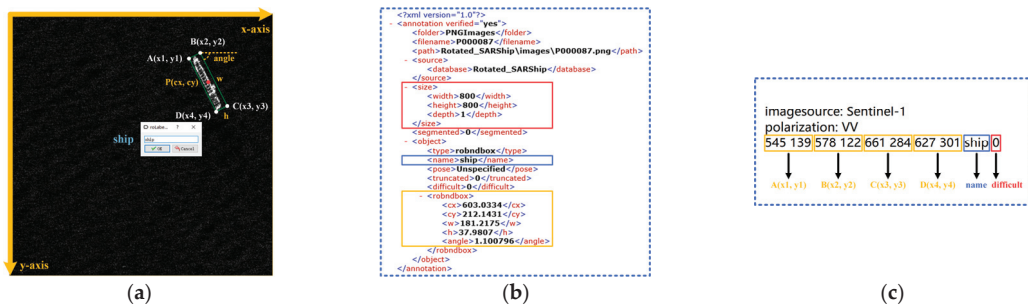 x-axis
B(x2, y2)
angle
A(x1, y1)
P(cx, cy)
w
C(x3, y3)
D(x4, y4)
h
ship
rolabe...
?
×
ship
OK
Cancel
y-axis
(a)
<?xml version="1.0"?>
- <annotation verified="yes">
<folder>PNGImages</folder>
<filename>P000087</filename>
<path>Rotated_SARShip\images\P000087.png</path>
- <source>
<database>Rotated_SARShip</database>
</source>
- <size>
<width>800</width>
<height>800</height>
<depth>1</depth>
</size>
<segmented>0</segmented>
- <object>
<type>robndbox</type>
<name>ship</name>
<pose>Unspecified</pose>
<truncated>0</truncated>
<difficult>0</difficult>
- <robndbox>
<cx>603.0334</cx>
<cy>212.1431</cy>
<w>181.2175</w>
<h>37.9807</h>
<angle>1.100796</angle>
</robndbox>
</object>
</annotation>
(b)
imagesource: Sentinel-1
polarization: VV
545 139 578 122 661 284 627 301 ship 0
A(x1, y1) B(x2, y2) C(x3, y3) D(x4, y4) name difficult
(c)